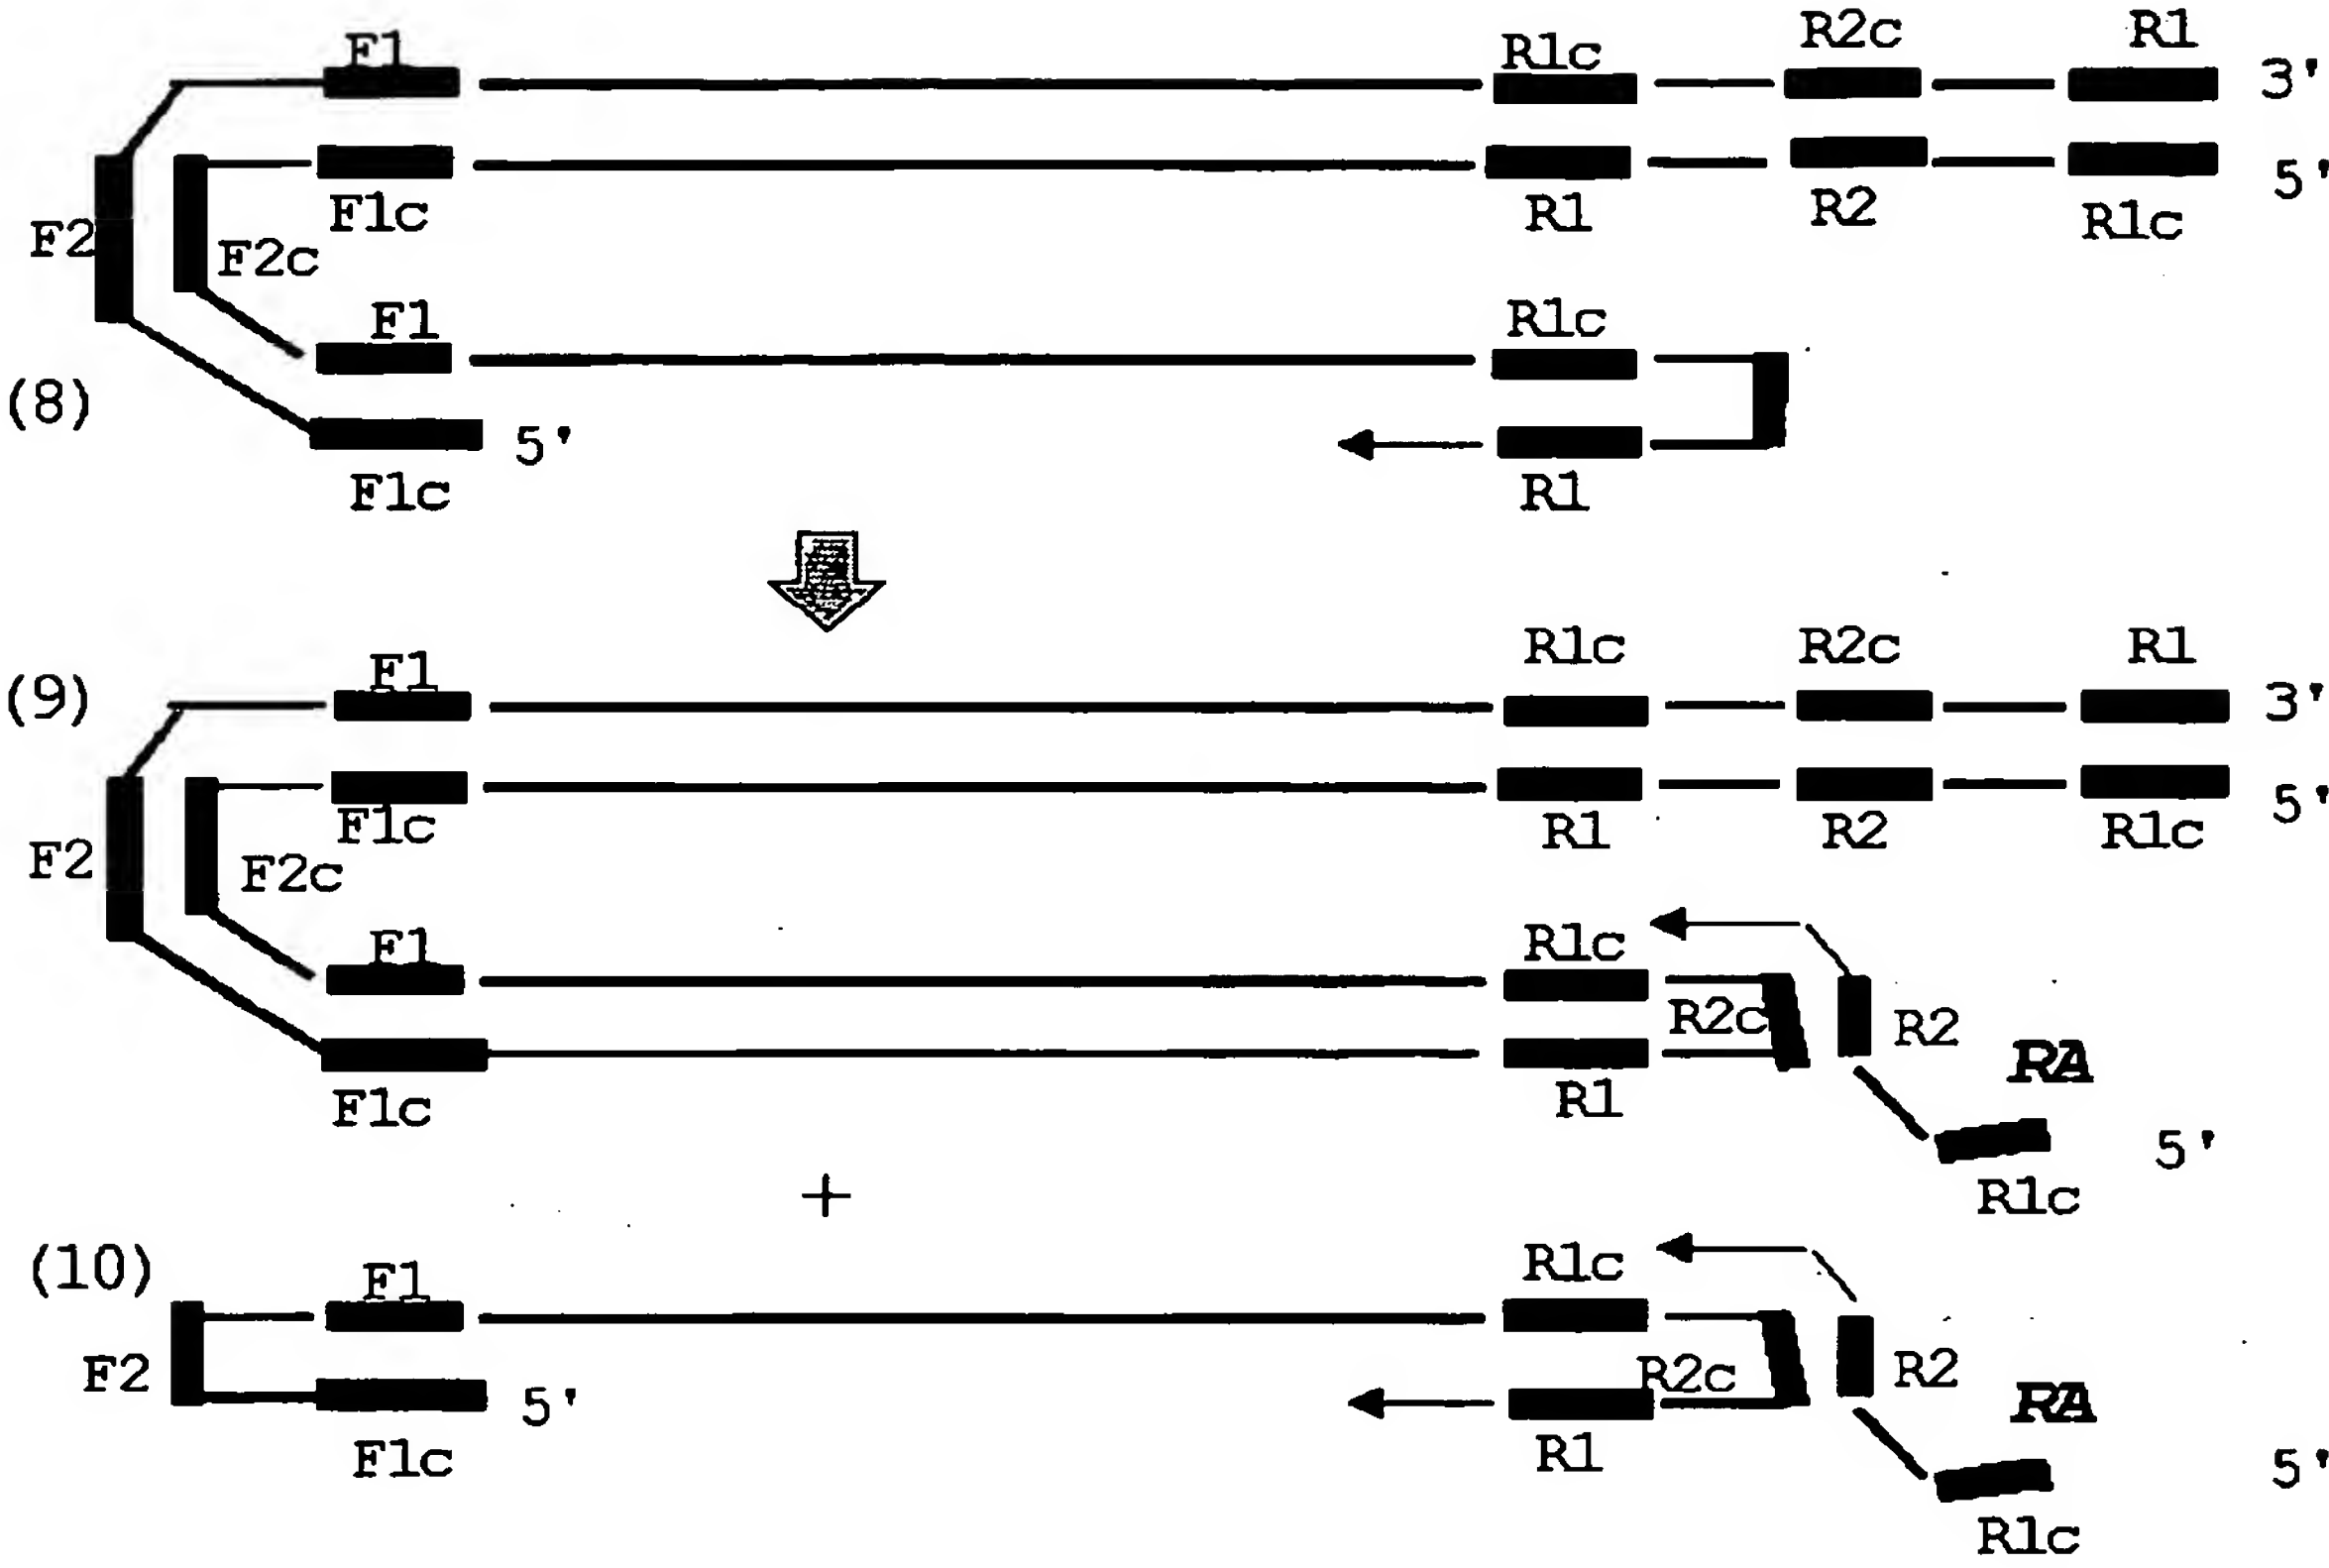 F1 R1c R2c R1 3'
F1c R1 R2 R1c 5'
F2 F2c
F1 R1c
(8) 5'
F1c R1
(9) F1 R1c R2c R1 3'
F1c R1 R2 R1c 5'
F2 F2c
F1 R1c R2c R2 RA
F1c R1 5'
R1c
+
(10) F1 R1c
F2 R2c R2 RA
5' 5'
F1c R1 R1c